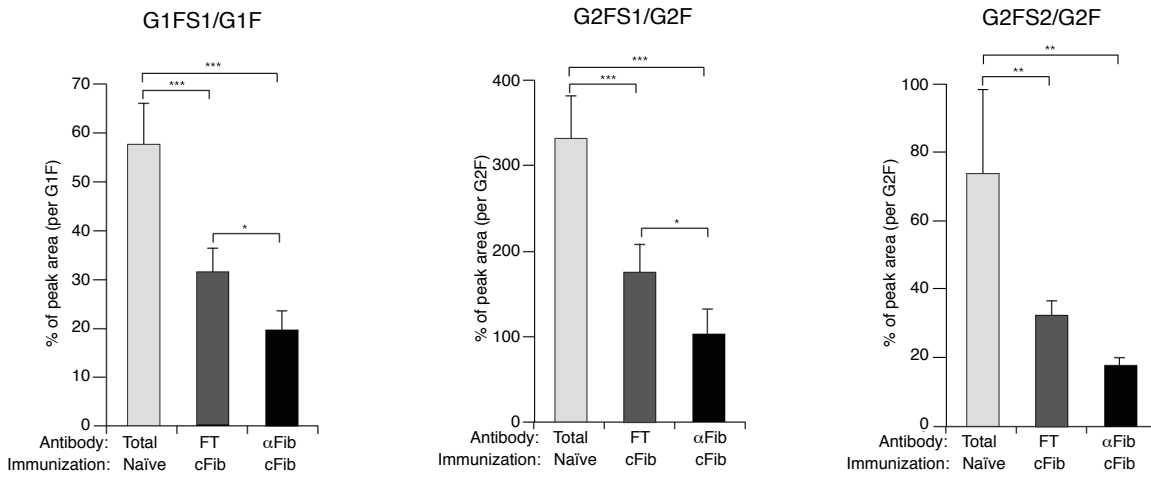 G1FS1/G1F
***
***
*
% of peak area (per G1F)
70
60
50
40
30
20
10
0
Antibody: Total FT αFib
Immunization: Naïve cFib cFib
G2FS1/G2F
***
***
*
% of peak area (per G2F)
400
300
200
100
0
Antibody: Total FT αFib
Immunization: Naïve cFib cFib
G2FS2/G2F
**
**
% of peak area (per G2F)
100
80
60
40
20
0
Antibody: Total FT αFib
Immunization: Naïve cFib cFib